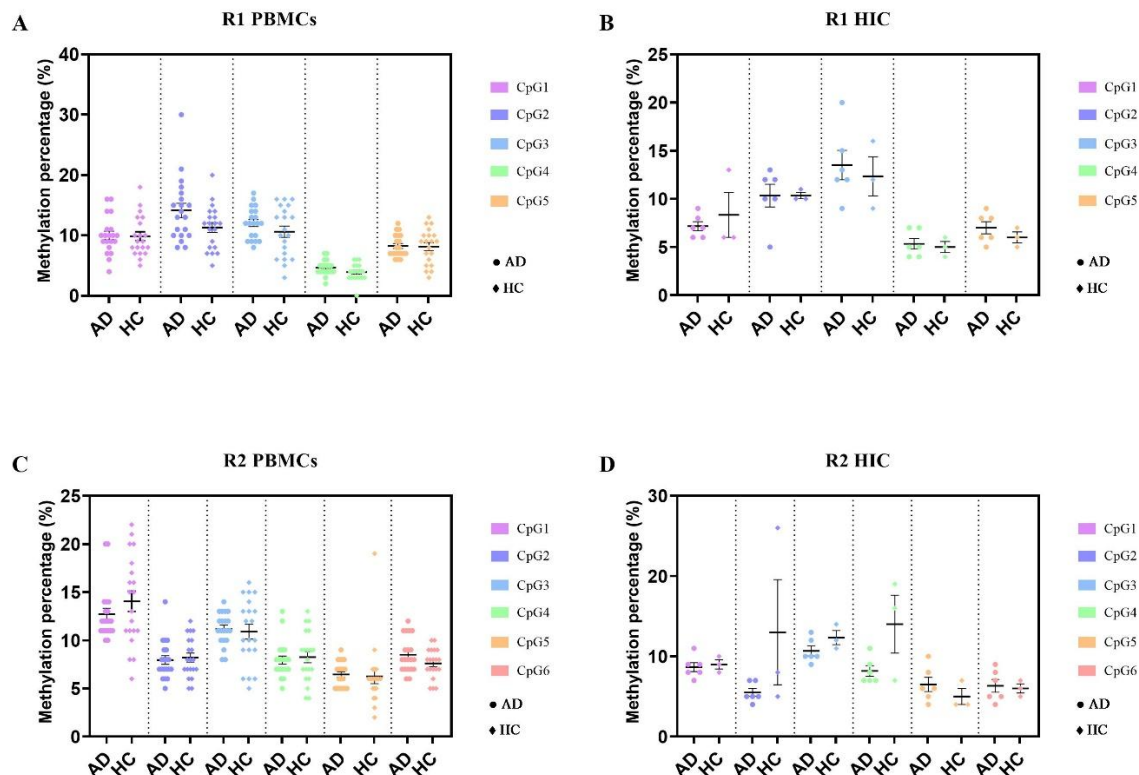 A
R1 PBMCs
Methylation percentage (%)
40
30
20
10
0
AD HC AD HC AD HC AD HC AD HC
CpG1
CpG2
CpG3
CpG4
CpG5
AD
HC
B
R1 HIC
Methylation percentage (%)
25
20
15
10
5
0
AD HC AD HC AD HC AD HC AD HC
CpG1
CpG2
CpG3
CpG4
CpG5
AD
HC
C
R2 PBMCs
Methylation percentage (%)
25
20
15
10
5
0
AD HC AD HC AD HC AD HC AD HC AD HC
CpG1
CpG2
CpG3
CpG4
CpG5
CpG6
AD
HC
D
R2 HIC
Methylation percentage (%)
30
20
10
0
AD HC AD HC AD HC AD HC AD HC AD HC
CpG1
CpG2
CpG3
CpG4
CpG5
CpG6
AD
HC